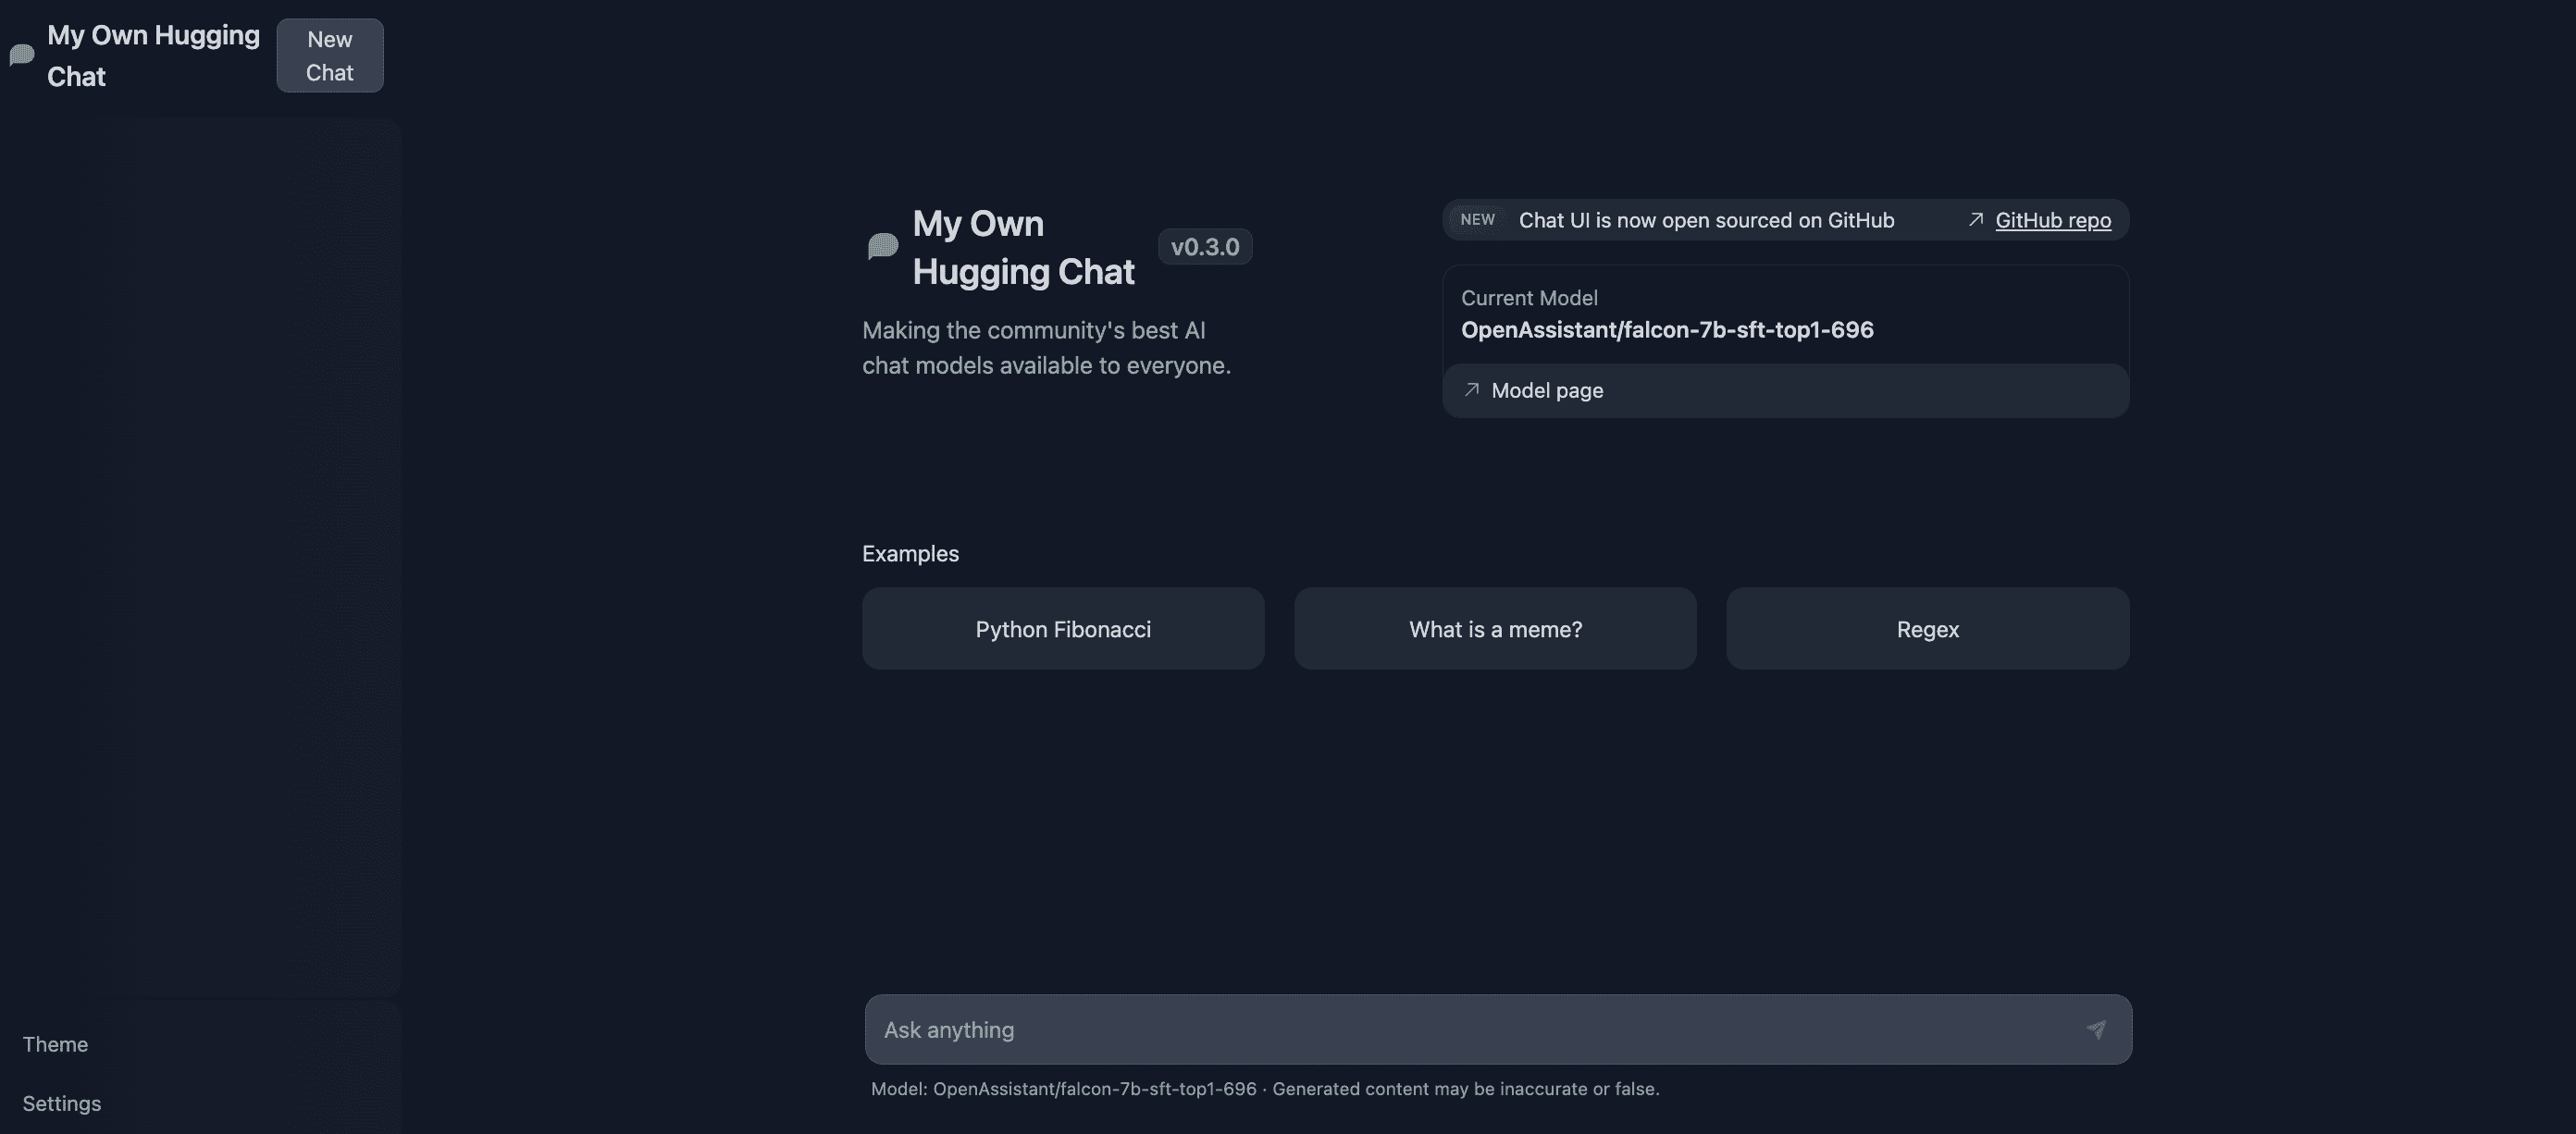 My Own Hugging
Chat
New
Chat
My Own
Hugging Chat
v0.3.0
Making the community's best AI
chat models available to everyone.
NEW Chat UI is now open sourced on GitHub GitHub repo
Current Model
OpenAssistant/falcon-7b-sft-top1-696
Model page
Examples
Python Fibonacci
What is a meme?
Regex
Ask anything
Model: OpenAssistant/falcon-7b-sft-top1-696 · Generated content may be inaccurate or false.
Theme
Settings